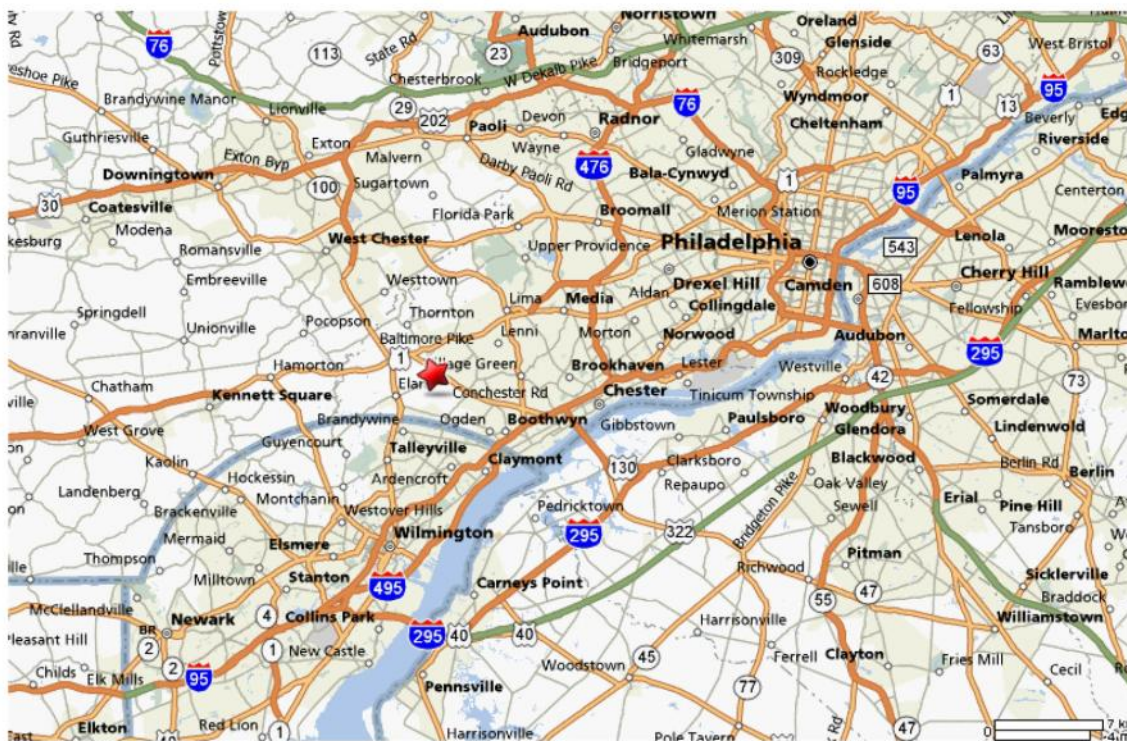 Norristown
Oreland
76
Pottstown
113
State Rd
Audubon
23
Whitemarsh
Glenside
63
West Bristol
Chesterbrook
W Dekalb Pike
Bridgeport
309
Rockledge
95
Brandywine Manor
Lionville
29
202
76
Wyndmoor
1
13
Beverly
Guthriesville
Paoli
Devon
Radnor
Cheltenham
Riverside
Exton Byp
Exton
Malvern
Wayne
476
Gladwyne
Downingtown
100
Sugartown
Darby Paoli Rd
Bala-Cynwyd
1
95
Palmyra
30
Coatesville
Florida Park
Broomall
Merion Station
Centerton
Modena
West Chester
Upper Providence
Philadelphia
543
Lenola
Romansville
Embreeville
Westtown
Drexel Hill
Camden
608
Cherry Hill
Springdell
Thornton
Lima
Media
Aldan
Collingdale
Fellowship
Unionville
Pocopson
Baltimore Pike
Lenni
Morton
Norwood
Audubon
Hamorton
1
Brookhaven
Lester
Westville
295
Chatham
Kennett Square
Conchester Rd
Chester
Tinicum Township
42
73
Brandywine
Ogden
Boothwyn
Paulsboro
Woodbury
Somerdale
West Grove
Guyencourt
Talleyville
Gibbstown
Glendora
Lindenwold
Kaolin
Hockessin
Claymont
130
Clarksboro
Blackwood
Berlin Rd
Berlin
Landenberg
Montchanin
Ardencroft
Repaupo
Oak Valley
Erial
Pine Hill
Brackenville
Westover Hills
Pedricktown
Bridgeton Pike
Sewell
Tansboro
Mermaid
Elsmere
Wilmington
295
322
Thompson
Milltown
Stanton
495
Carneys Point
Richwood
Pitman
Sicklerville
McClellandville
Newark
4
Collins Park
295
40
40
Harrisonville
55
47
Braddock
Williamstown
Pleasant Hill
BR
2
2
1
New Castle
45
Ferrell
Clayton
Fries Mill
Cecil
Childs
Elk Mills
95
Pennsville
Woodstown
77
Elkton
Red Lion
1
Harrisonville
Pole Tavern
47
40